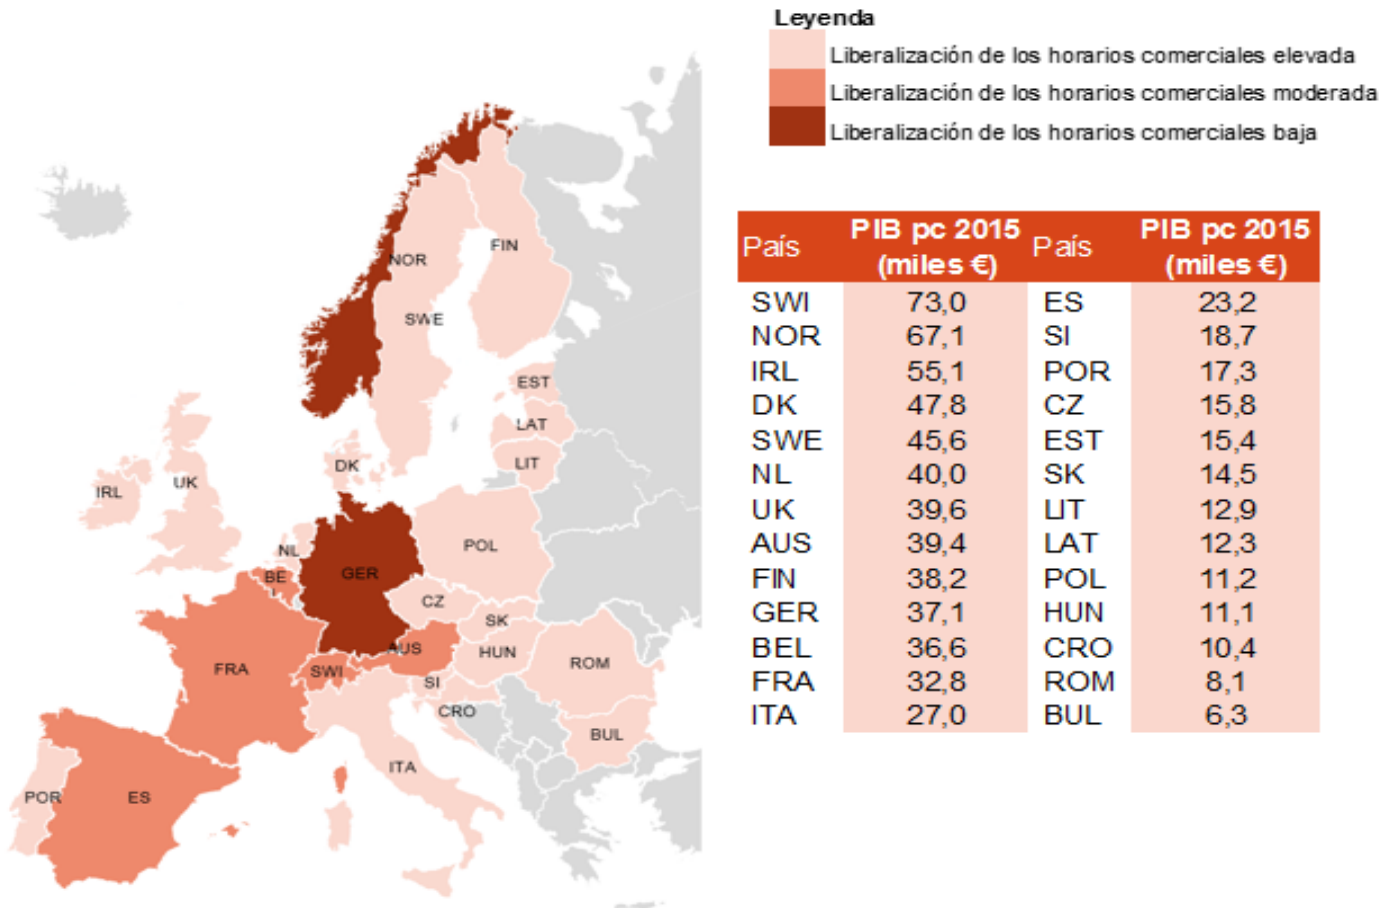 Leyenda
Liberalización de los horarios comerciales elevada
Liberalización de los horarios comerciales moderada
Liberalización de los horarios comerciales baja
País PIB pc 2015 (miles €) País PIB pc 2015 (miles €)
SWI 73,0 ES 23,2
NOR 67,1 SI 18,7
IRL 55,1 POR 17,3
DK 47,8 CZ 15,8
SWE 45,6 EST 15,4
NL 40,0 SK 14,5
UK 39,6 LIT 12,9
AUS 39,4 LAT 12,3
FIN 38,2 POL 11,2
GER 37,1 HUN 11,1
BEL 36,6 CRO 10,4
FRA 32,8 ROM 8,1
ITA 27,0 BUL 6,3
FIN
NOR
SWE
EST
LAT
LIT
DK
UK
IRL
NL
POL
GER
BE
L
CZ
SK
AUS
HUN
ROM
FRA
SWI
SI
CRO
BUL
ITA
POR
ES